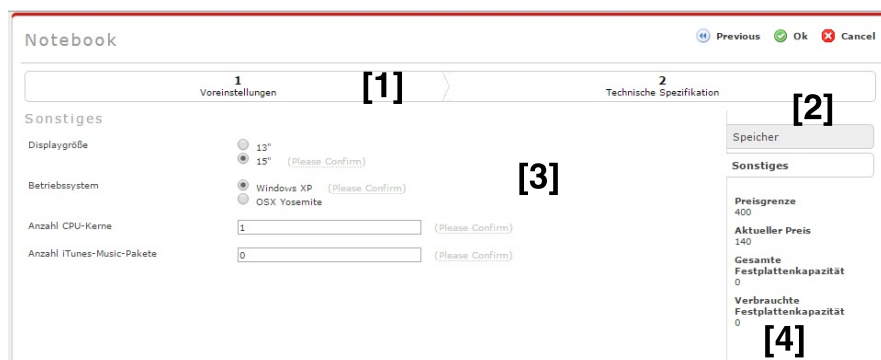 Notebook
Previous Ok Cancel
1
Voreinstellungen
[1]
2
Technische Spezifikation
[2]
Sonstiges
Displaygröße
13"
15" (Please Confirm)
Betriebssystem
Windows XP (Please Confirm)
OSX Yosemite
[3]
Anzahl CPU-Kerne
1
(Please Confirm)
Anzahl iTunes-Music-Pakete
0
(Please Confirm)
Speicher
Sonstiges
Preisgrenze
400
Aktueller Preis
140
Gesamte
Festplattenkapazität
0
Verbrauchte
Festplattenkapazität
0
[4]